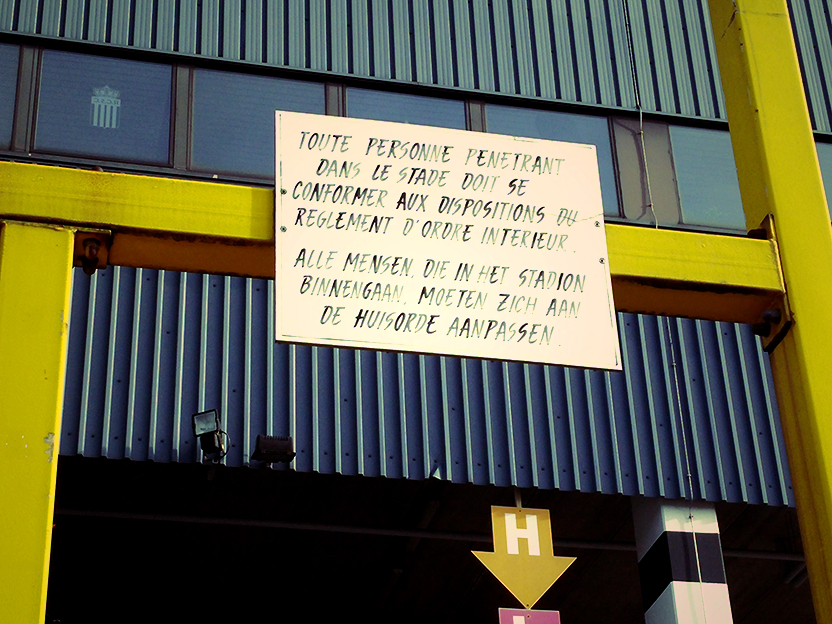 TOUTE PERSONNE PENETRANT
DANS LE STADE DOIT SE
CONFORMER AUX DISPOSITIONS DU
REGLEMENT D'ORDRE INTERIEUR.
ALLE MENSEN, DIE IN HET STADION
BINNENGAAN, MOETEN ZICH AAN
DE HUISORDE AANPASSEN.
H